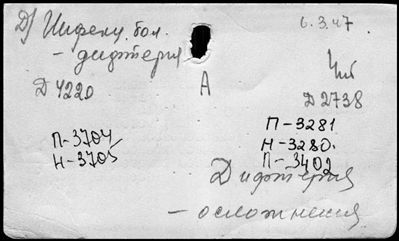 Д) Инфекц. бол.
6.3.47
- дифтерия
Д 4220
А
Д 2738
П-3704
Н-3705
П-3281
Н-3280.
П-3402
Дифтерия
- осложнения